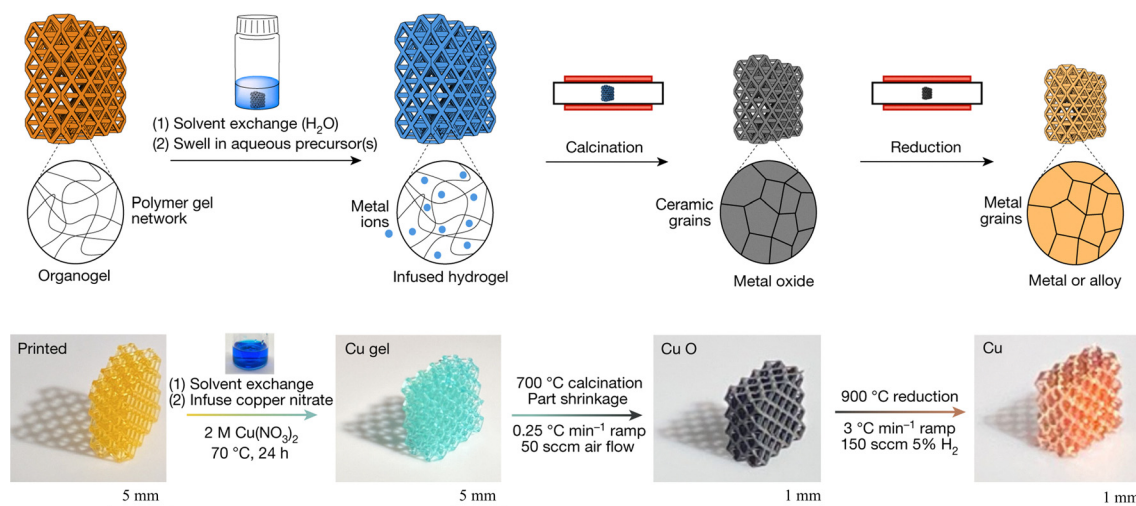 (1) Solvent exchange (H₂O)
(2) Swell in aqueous precursor(s)
Calcination
Reduction
Polymer gel
network
Metal
ions
Ceramic
grains
Metal
grains
Organogel
Infused hydrogel
Metal oxide
Metal or alloy
Printed
(1) Solvent exchange
(2) Infuse copper nitrate
2 M Cu(NO₃)₂
70 °C, 24 h
5 mm
Cu gel
5 mm
700 °C calcination
Part shrinkage
0.25 °C min⁻¹ ramp
50 sccm air flow
Cu O
1 mm
900 °C reduction
3 °C min⁻¹ ramp
150 sccm 5% H₂
Cu
1 mm